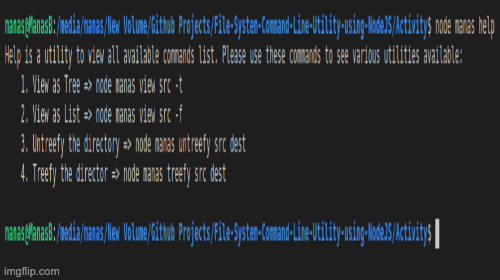 manas@ManasB:/media/manas/New Volume/Github Projects/File-System-Command-Line-Utility-using-NodeJS/Activity$ node manas help
Help is a utility to view all available commands list. Please use these commands to see various utilities available:
1. View as Tree => node manas view src -t
2. View as List => node manas view src -f
3. Untreefy the directory => node manas untreefy src dest
4. Treefy the director => node manas treefy src dest
manas@ManasB:/media/manas/New Volume/Github Projects/File-System-Command-Line-Utility-using-NodeJS/Activity$
imgflip.com